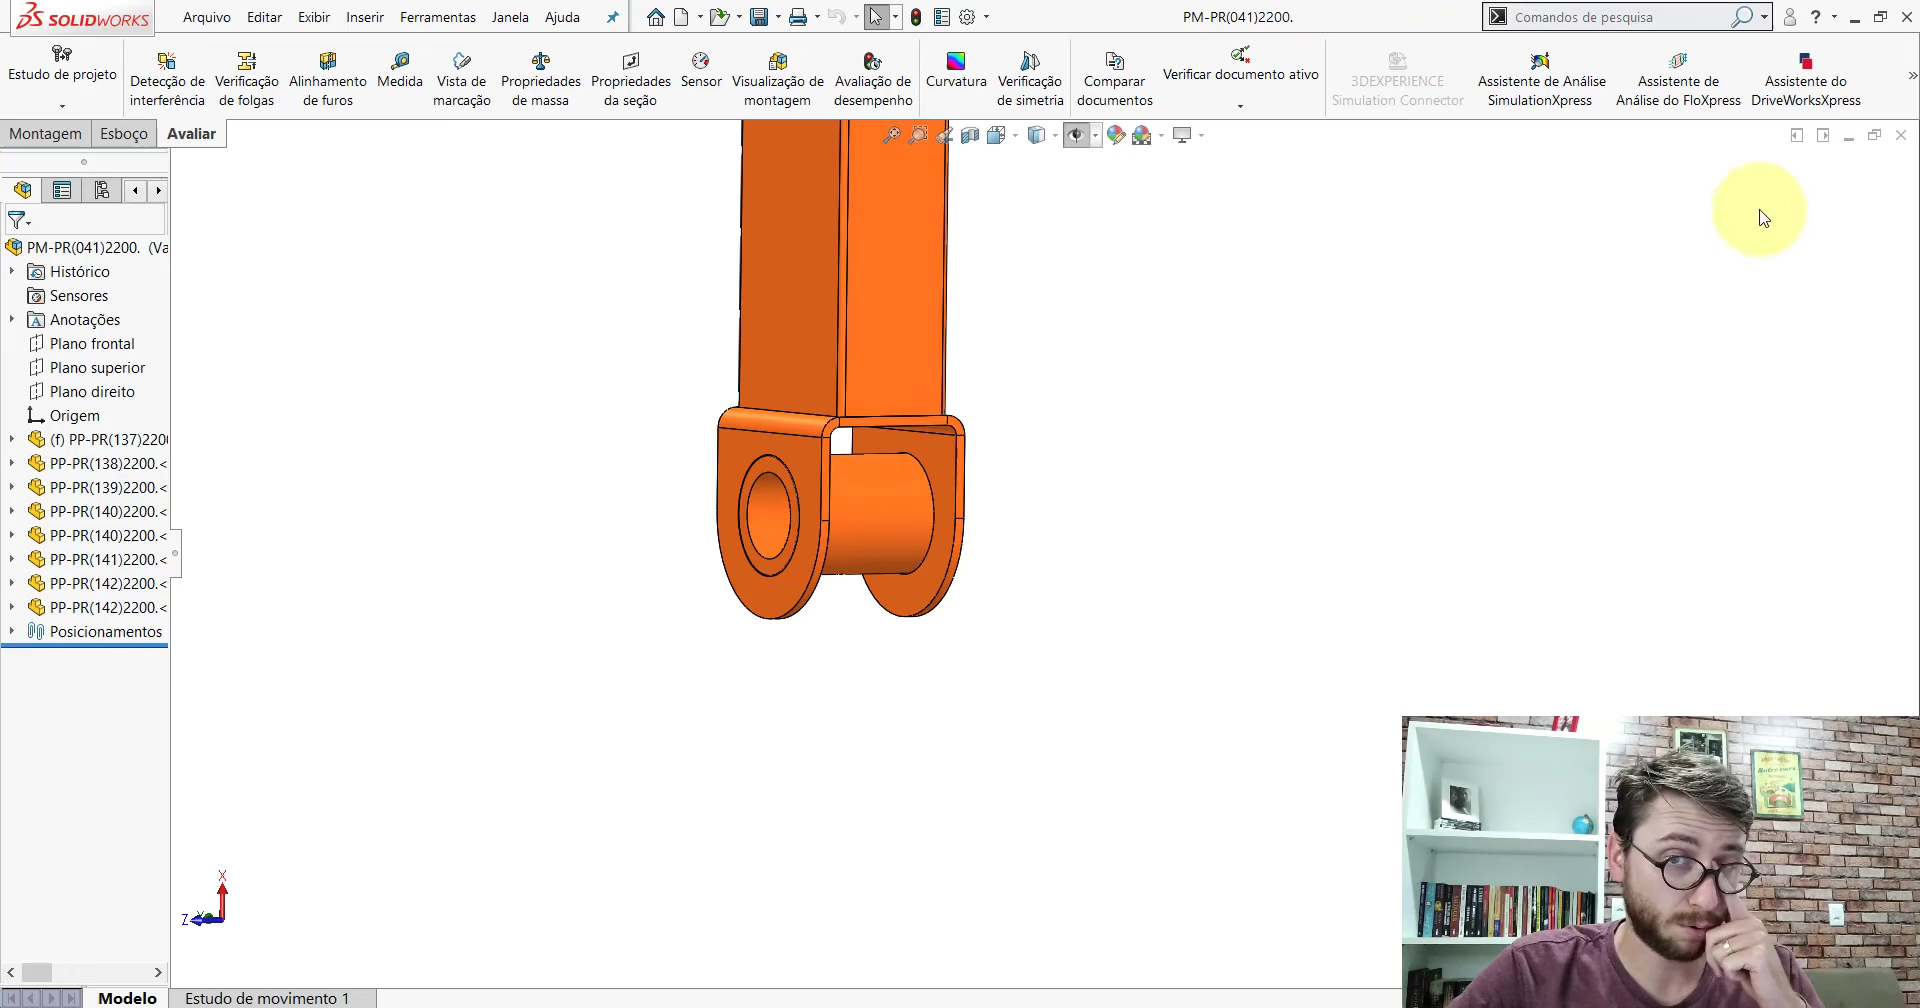 SOLIDWORKS
Arquivo Editar Exibir Inserir Ferramentas Janela Ajuda
PM-PR(041)2200.
Comandos de pesquisa
Estudo de projeto
Detecção de interferência
Verificação de folgas
Alinhamento de furos
Medida
Vista de marcação
Propriedades de massa
Propriedades da seção
Sensor
Visualização de montagem
Avaliação de desempenho
Curvatura
Verificação de simetria
Comparar documentos
Verificar documento ativo
3DEXPERIENCE Simulation Connector
Assistente de Análise SimulationXpress
Assistente de Análise do FloXpress
Assistente do DriveWorksXpress
Montagem Esboço Avaliar
PM-PR(041)2200. (Va
Histórico
Sensores
Anotações
Plano frontal
Plano superior
Plano direito
Origem
(f) PP-PR(137)220
PP-PR(138)2200.<
PP-PR(139)2200.<
PP-PR(140)2200.<
PP-PR(140)2200.<
PP-PR(141)2200.<
PP-PR(142)2200.<
PP-PR(142)2200.<
Posicionamentos
X
Z
Modelo Estudo de movimento 1